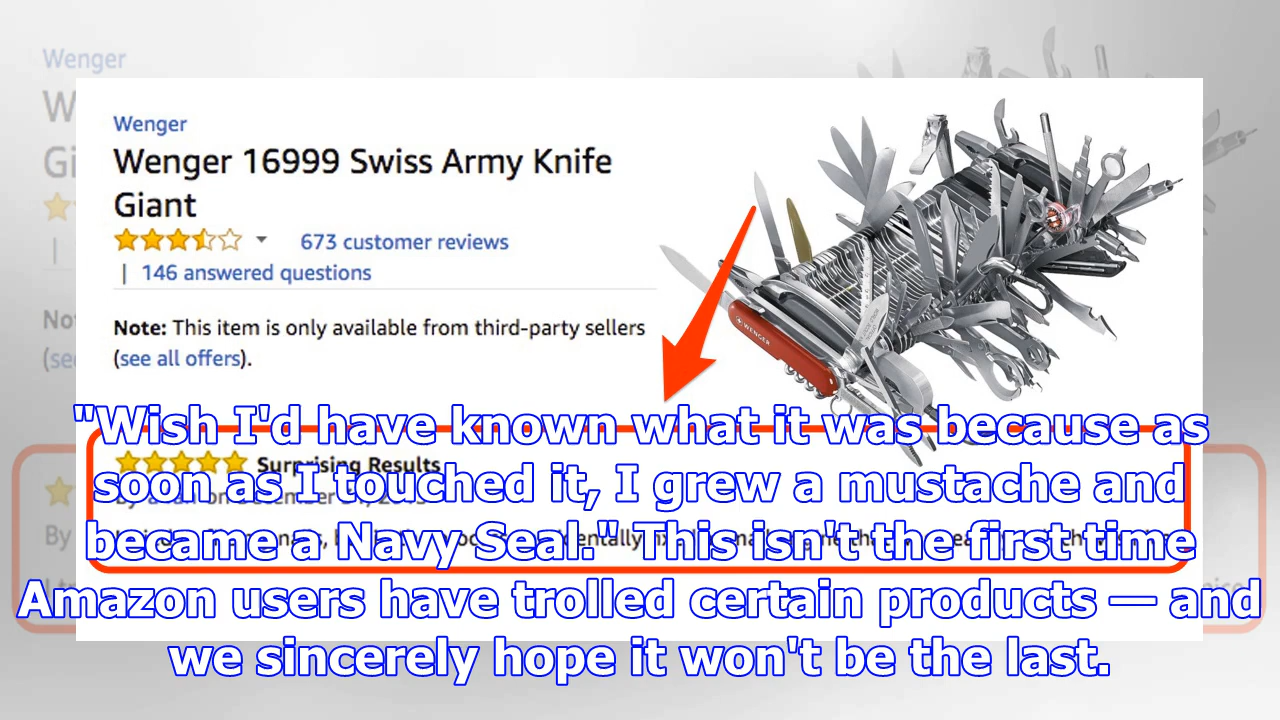 Wenger
Wenger 16999 Swiss Army Knife
Giant
673 customer reviews
| 146 answered questions
Note: This item is only available from third-party sellers
(see all offers).
WENGER
"Wish I'd have known what it was because as
Surprising Results
soon as I touched it, I grew a mustache and
became a Navy Seal." This isn't the first time
Amazon users have trolled certain products — and
we sincerely hope it won't be the last.
Wenger
By